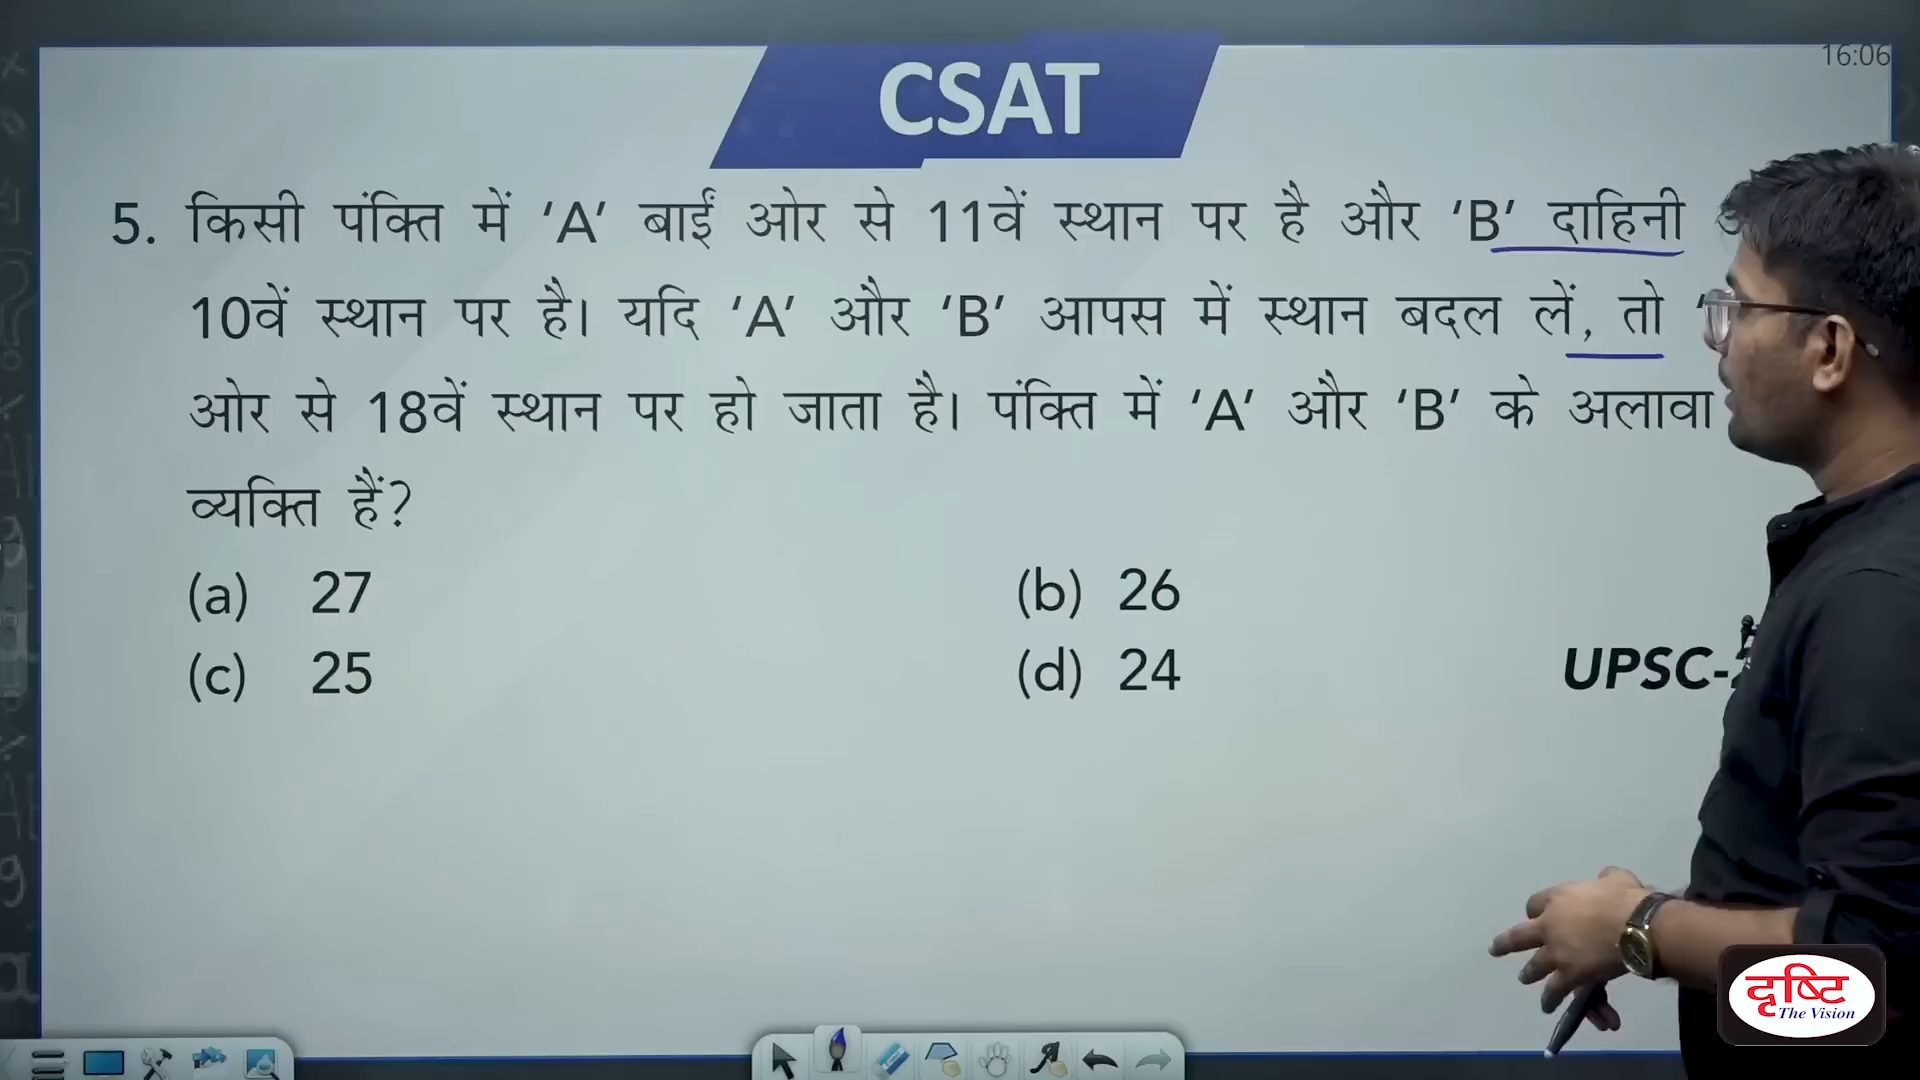 16:06
CSAT
5. किसी पंक्ति में ‘A’ बाईं ओर से 11वें स्थान पर है और ‘B’ दाहिनी
10वें स्थान पर है। यदि ‘A’ और ‘B’ आपस में स्थान बदल लें, तो
ओर से 18वें स्थान पर हो जाता है। पंक्ति में ‘A’ और ‘B’ के अलावा
व्यक्ति हैं?
(a) 27 (b) 26
(c) 25 (d) 24
UPSC-
दृष्टि
The Vision